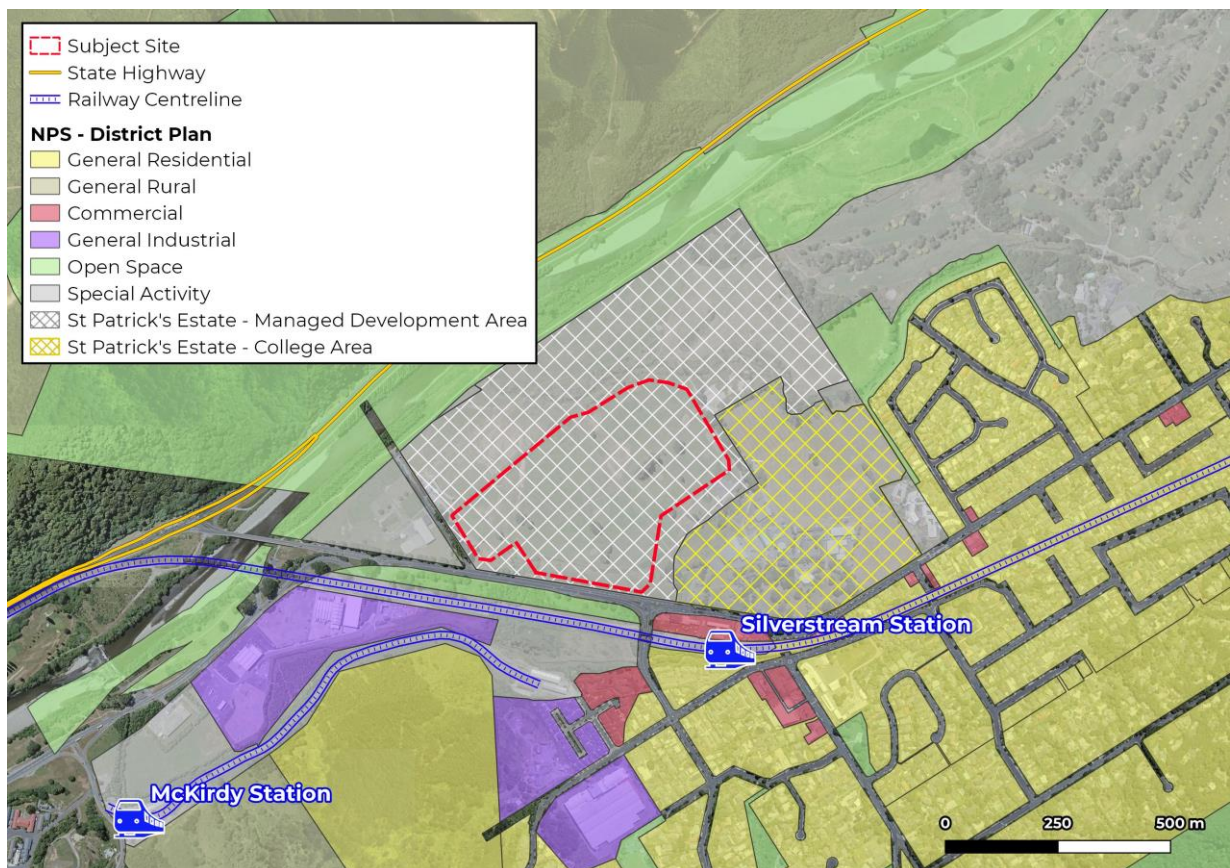 Subject Site
State Highway
Railway Centreline
NPS - District Plan
General Residential
General Rural
Commercial
General Industrial
Open Space
Special Activity
St Patrick's Estate - Managed Development Area
St Patrick's Estate - College Area
Silverstream Station
McKirdy Station
0 250 500 m